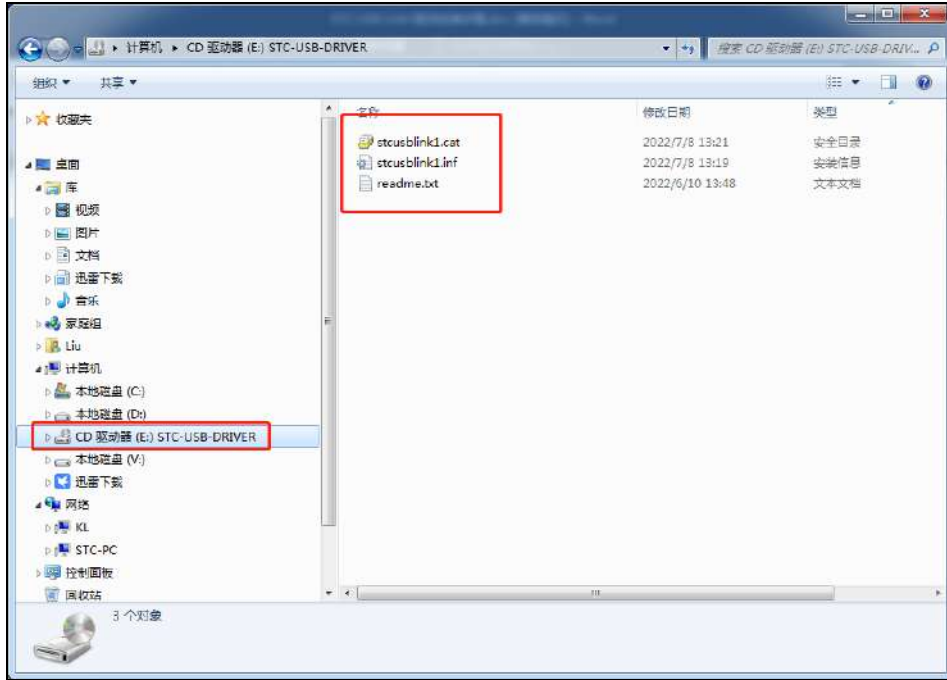 计算机 ▸ CD 驱动器 (E:) STC-USB-DRIVER
搜索 CD 驱动器 (E:) STC-USB-DRIV...
组织 共享
收藏夹
桌面
库
视频
图片
文档
迅雷下载
音乐
家庭组
Liu
计算机
本地磁盘 (C:)
本地磁盘 (D:)
CD 驱动器 (E:) STC-USB-DRIVER
本地磁盘 (V:)
迅雷下载
网络
KL
STC-PC
控制面板
回收站
名称 修改日期 类型
stcusblink1.cat 2022/7/8 13:21 安全目录
stcusblink1.inf 2022/7/8 13:19 安装信息
readme.txt 2022/6/10 13:48 文本文档
3 个对象